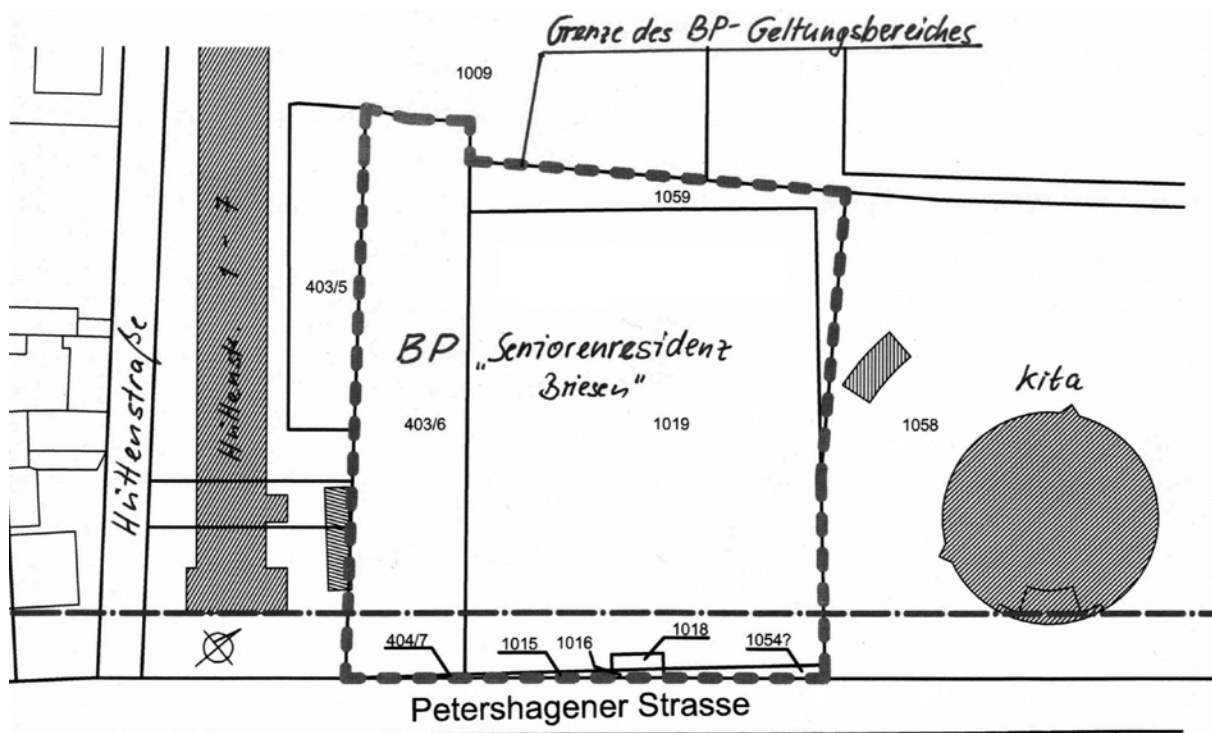 Grenze des BP-Geltungsbereiches
1009
1059
Hüttenstr. 1-7
403/5
Hüttenstraße
BP „Seniorenresidenz
Briesen"
Kita
403/6
1019
1058
404/7
1015
1016
1018
1054?
Petershagener Strasse